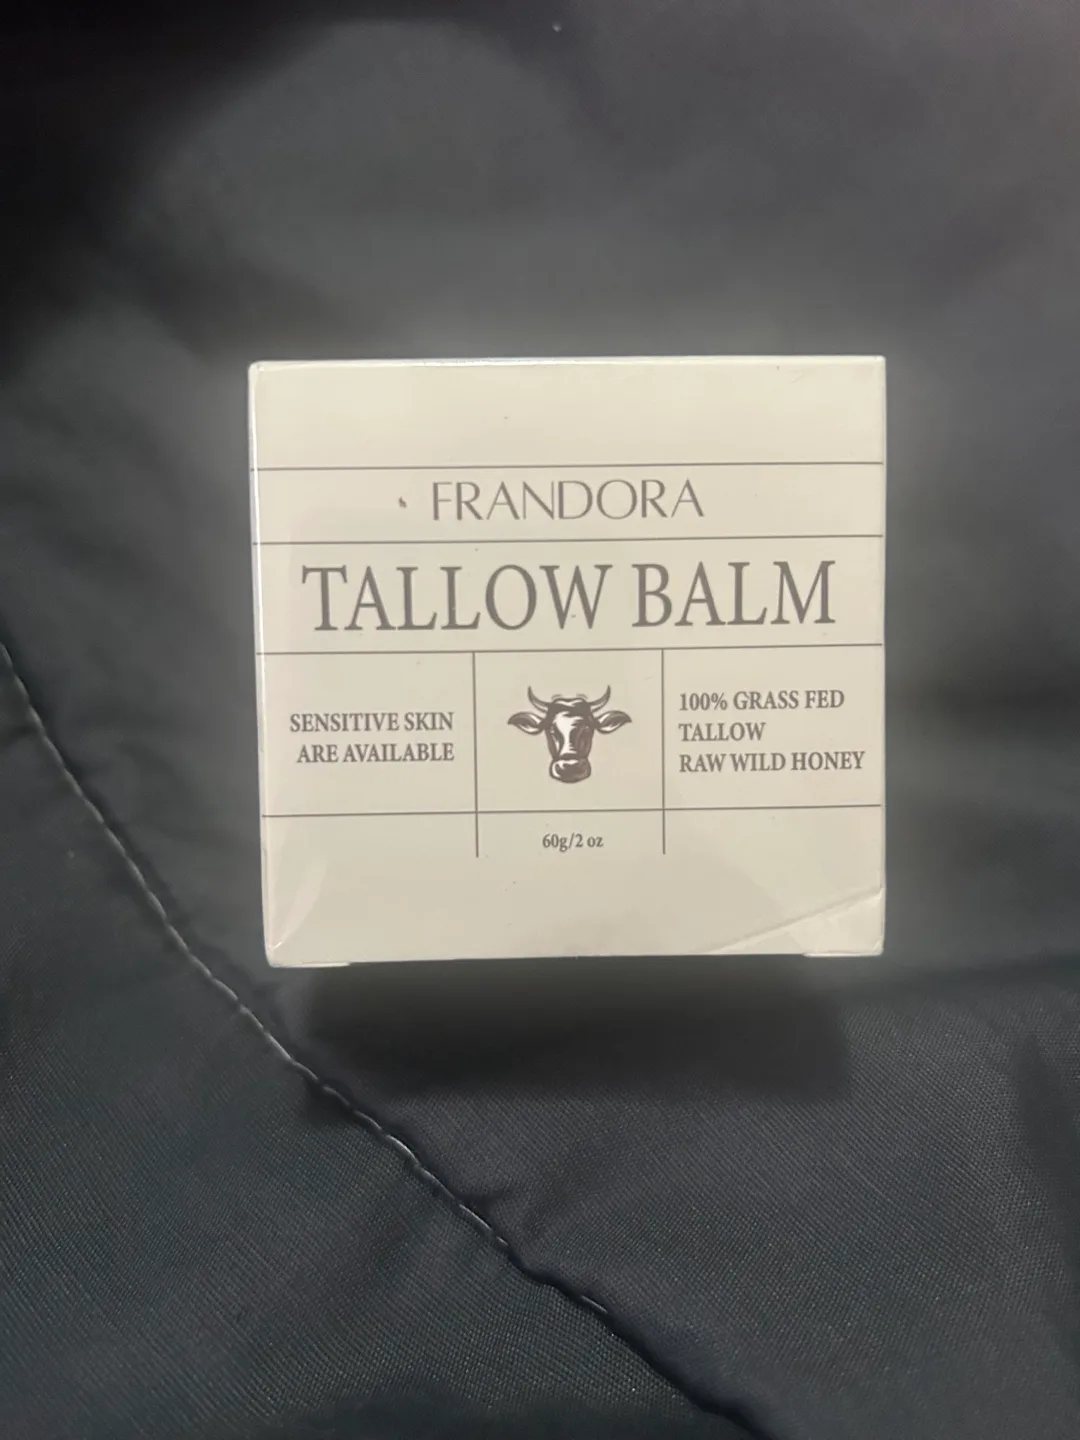 FRANDORA
TALLOW BALM
SENSITIVE SKIN
ARE AVAILABLE
100% GRASS FED
TALLOW
RAW WILD HONEY
60g/2 oz